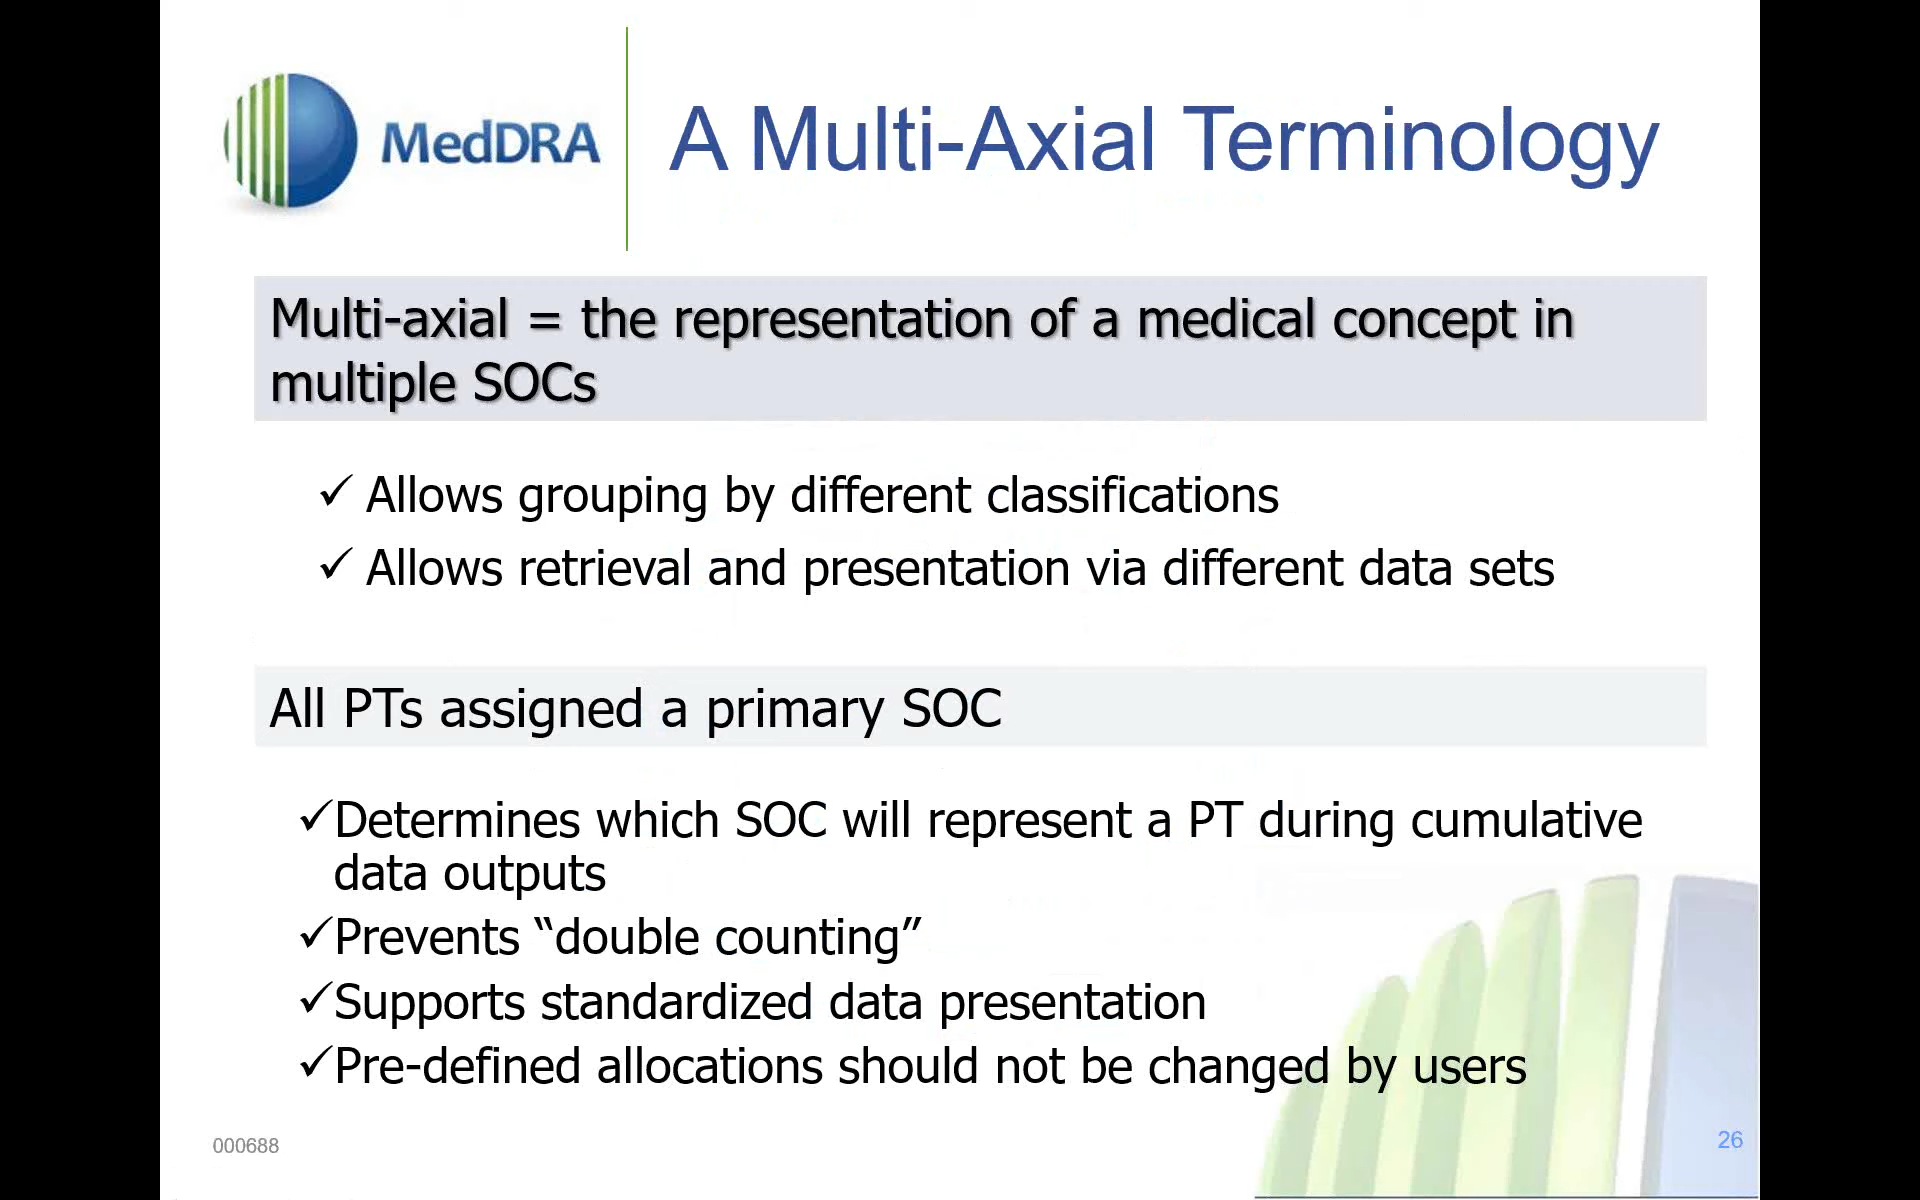 MedDRA
A Multi-Axial Terminology
Multi-axial = the representation of a medical concept in
multiple SOCs
✓ Allows grouping by different classifications
✓ Allows retrieval and presentation via different data sets
All PTs assigned a primary SOC
✓Determines which SOC will represent a PT during cumulative
data outputs
✓Prevents “double counting”
✓Supports standardized data presentation
✓Pre-defined allocations should not be changed by users
000688
26